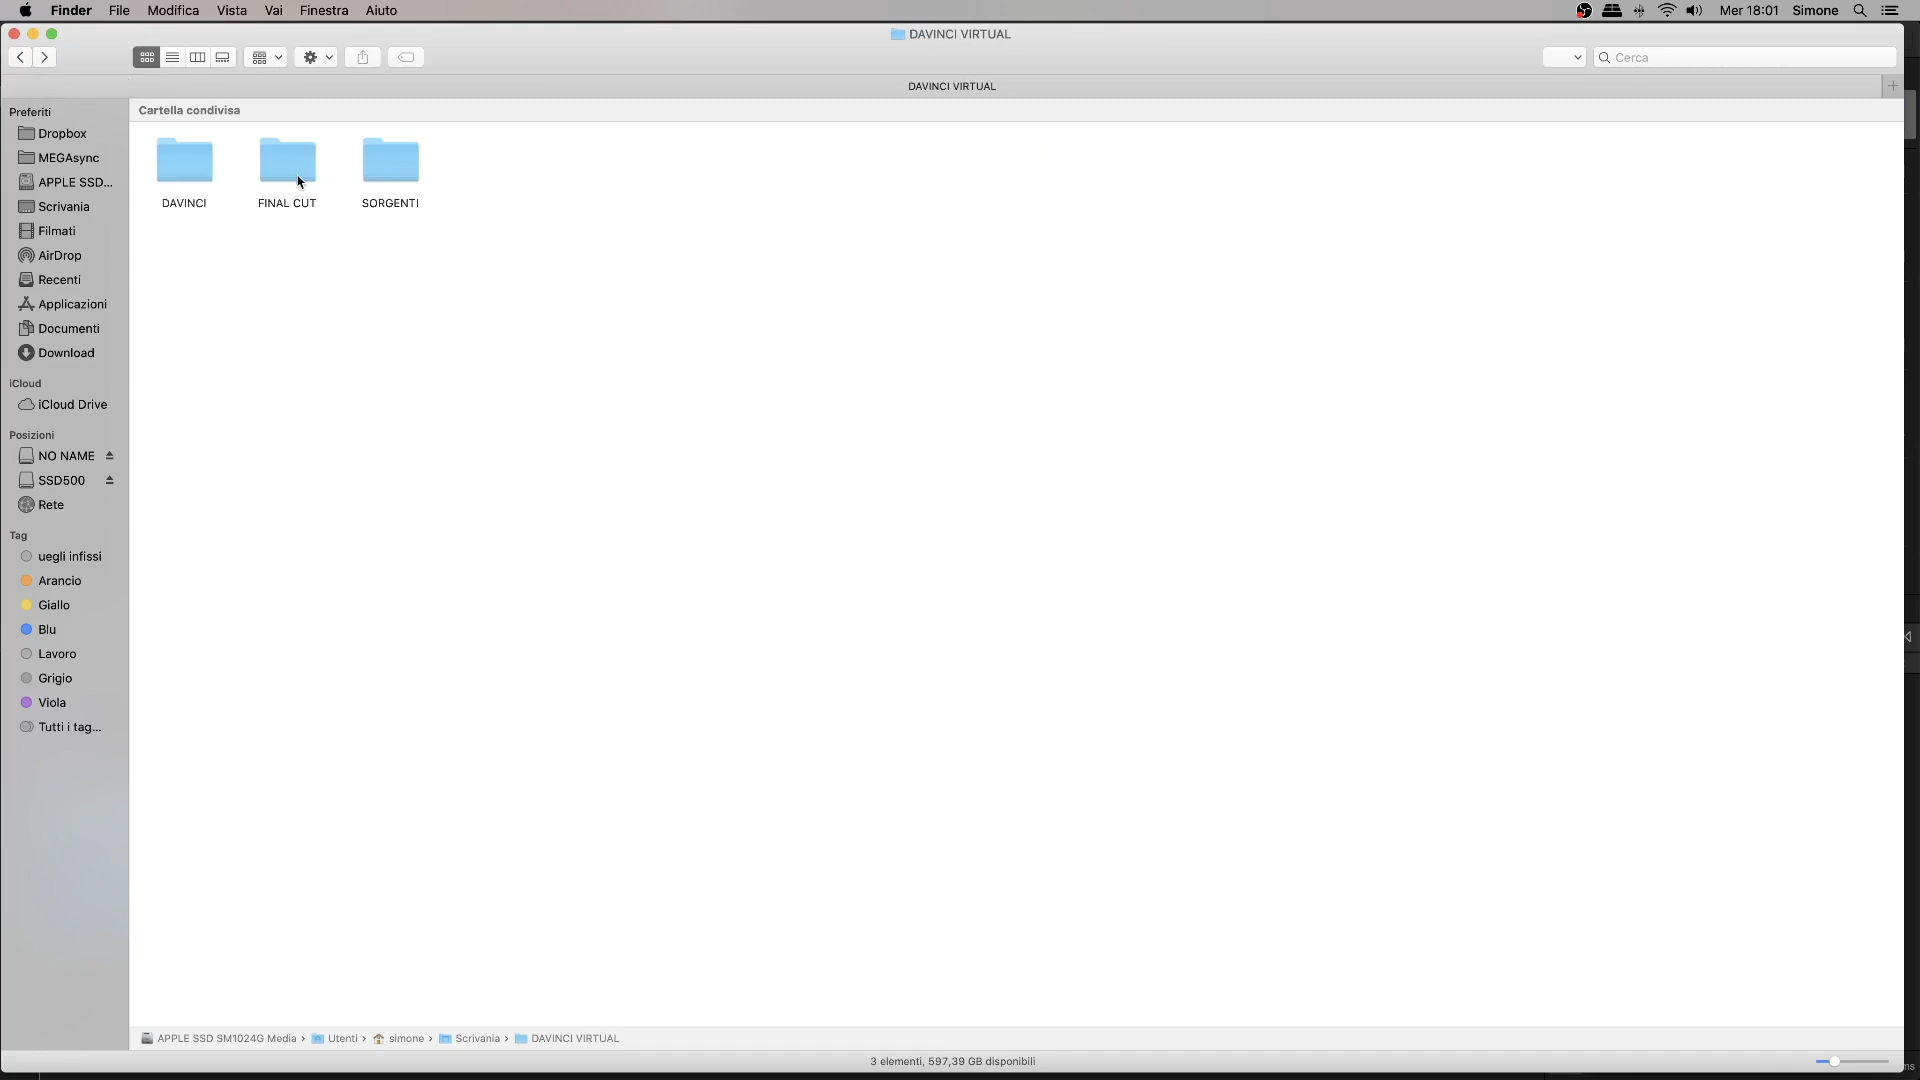 Finder File Modifica Vista Vai Finestra Aiuto Mer 18:01 Simone
DAVINCI VIRTUAL
Cerca
DAVINCI VIRTUAL
Preferiti
Dropbox
MEGAsync
APPLE SSD...
Scrivania
Filmati
AirDrop
Recenti
Applicazioni
Documenti
Download
iCloud
iCloud Drive
Posizioni
NO NAME
SSD500
Rete
Tag
uegli infissi
Arancio
Giallo
Blu
Lavoro
Grigio
Viola
Tutti i tag...
Cartella condivisa
DAVINCI FINAL CUT SORGENTI
APPLE SSD SM1024G Media › Utenti › simone › Scrivania › DAVINCI VIRTUAL
3 elementi, 597,39 GB disponibili